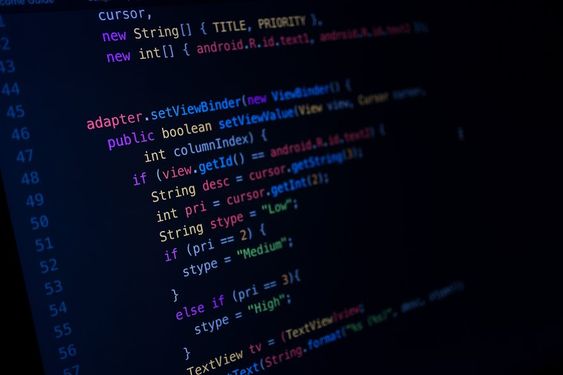 come Guide
cursor,
new String[] { TITLE, PRIORITY },
43 new int[] { android.R.id.text1, android.R.id.text2 });
44
45
46 adapter.setViewBinder(new ViewBinder() {
47 public boolean setViewValue(View view, Cursor cursor,
48 int columnIndex) {
49 if (view.getId() == android.R.id.text2) {
50 String desc = cursor.getString(3);
51 int pri = cursor.getInt(2);
52 String stype = "Low";
53 if (pri == 2) {
54 stype = "Medium";
55 }
56 else if (pri == 3){
57 stype = "High";
}
TextView tv = (TextView)view;
Text(String.format("%s (%s)", desc, stype));